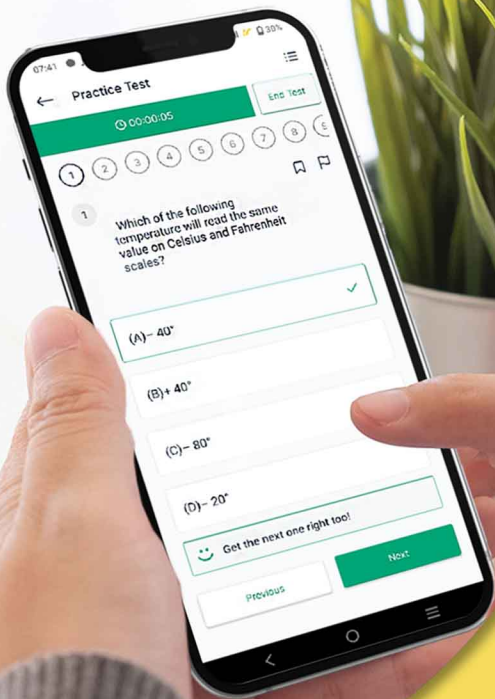 07:41 30%
← Practice Test
00:00:05 End Test
1 2 3 4 5 6 7 8
1
Which of the following
temperature will read the same
value on Celsius and Fahrenheit
scales?
(A)– 40°
(B)+ 40°
(C)– 80°
(D)– 20°
Get the next one right too!
Previous Next